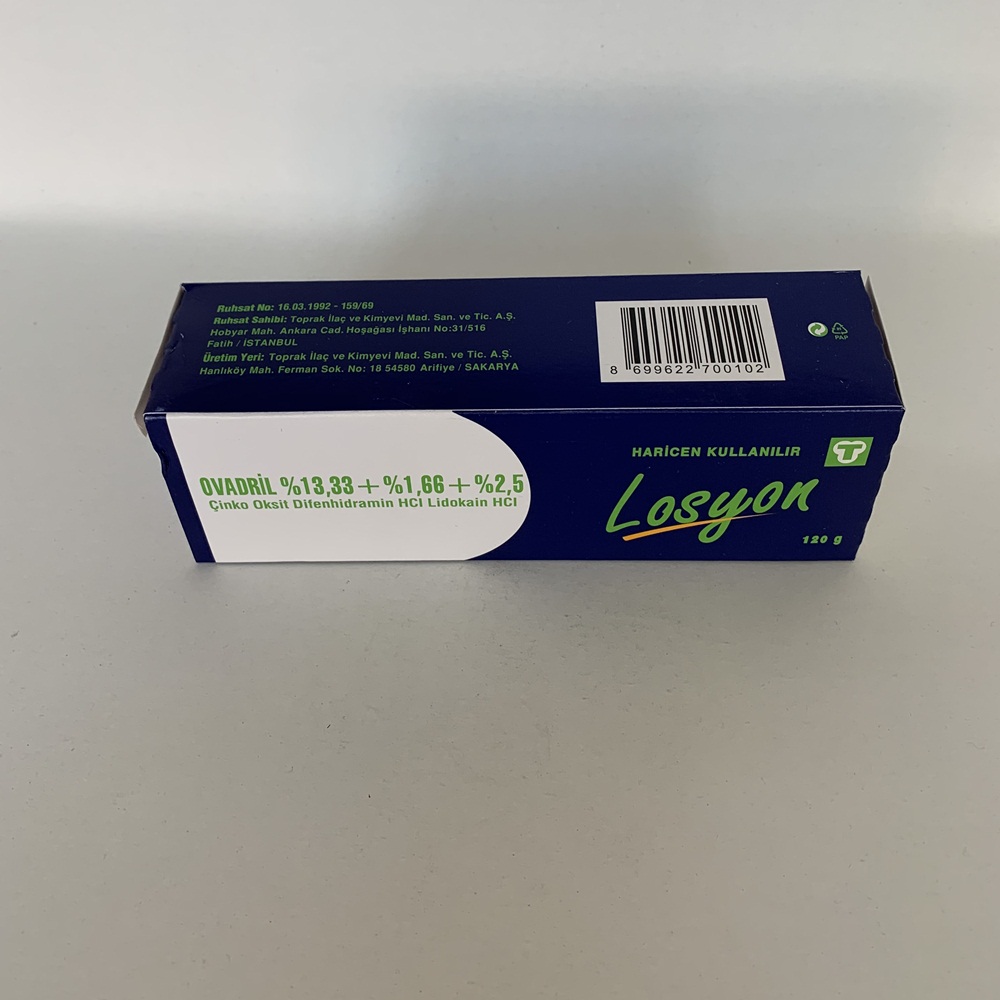 Ruhsat No: 16.03.1992 - 159/69
Ruhsat Sahibi: Toprak İlaç ve Kimyevi Mad. San. ve Tic. A.Ş.
Hobyar Mah. Ankara Cad. Hoşağası İşhanı No:31/516
Fatih / İSTANBUL
Üretim Yeri: Toprak İlaç ve Kimyevi Mad. San. ve Tic. A.Ş.
Hanlıköy Mah. Ferman Sok. No: 18 54580 Arifiye / SAKARYA
8 699622 700102
PAP
OVADRİL %13,33 + %1,66 + %2,5
Çinko Oksit Difenhidramin HCl Lidokain HCl
HARİCEN KULLANILIR
Losyon
120 g